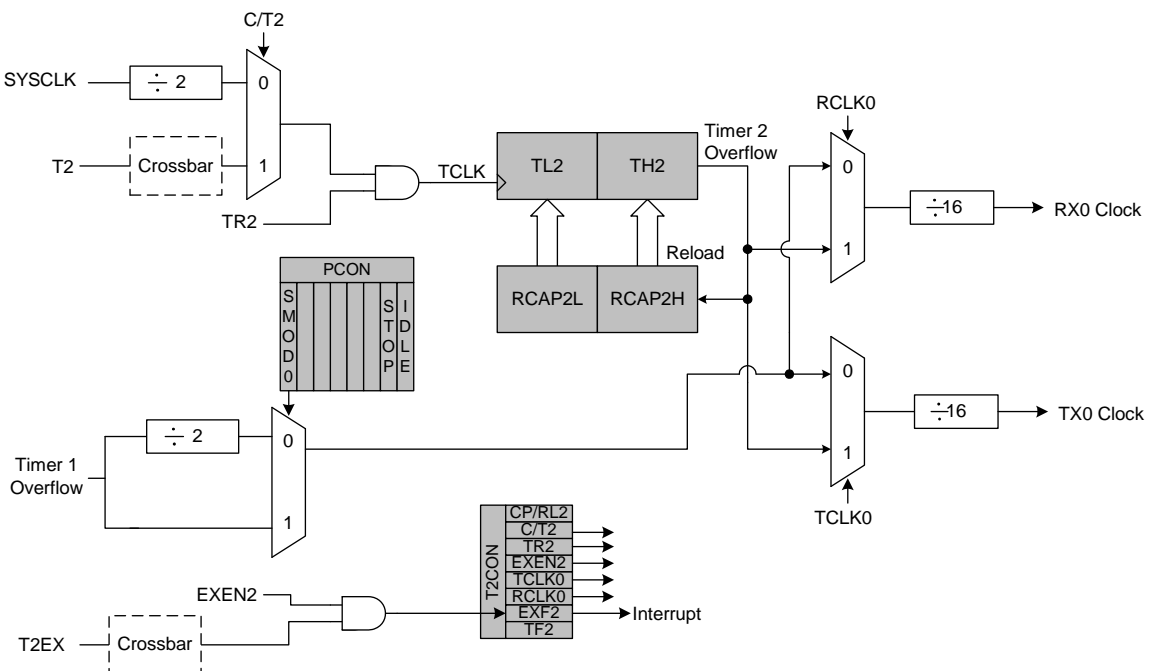 C/T2
SYSCLK
÷ 2
0
T2
Crossbar
1
TR2
TCLK
TL2
TH2
Timer 2
Overflow
RCLK0
0
1
÷16
RX0 Clock
Reload
RCAP2L
RCAP2H
PCON
SMOD0
STOP
IDLE
0
1
÷16
TX0 Clock
TCLK0
Timer 1
Overflow
÷ 2
0
1
T2CON
CP/RL2
C/T2
TR2
EXEN2
TCLK0
RCLK0
EXF2
TF2
Interrupt
EXEN2
T2EX
Crossbar